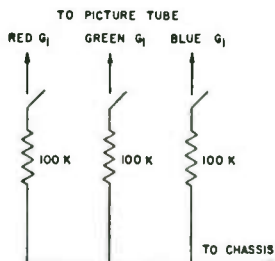 TO PICTURE TUBE
RED G₁ GREEN G₁ BLUE G₁
100 K 100 K 100 K
TO CHASSIS